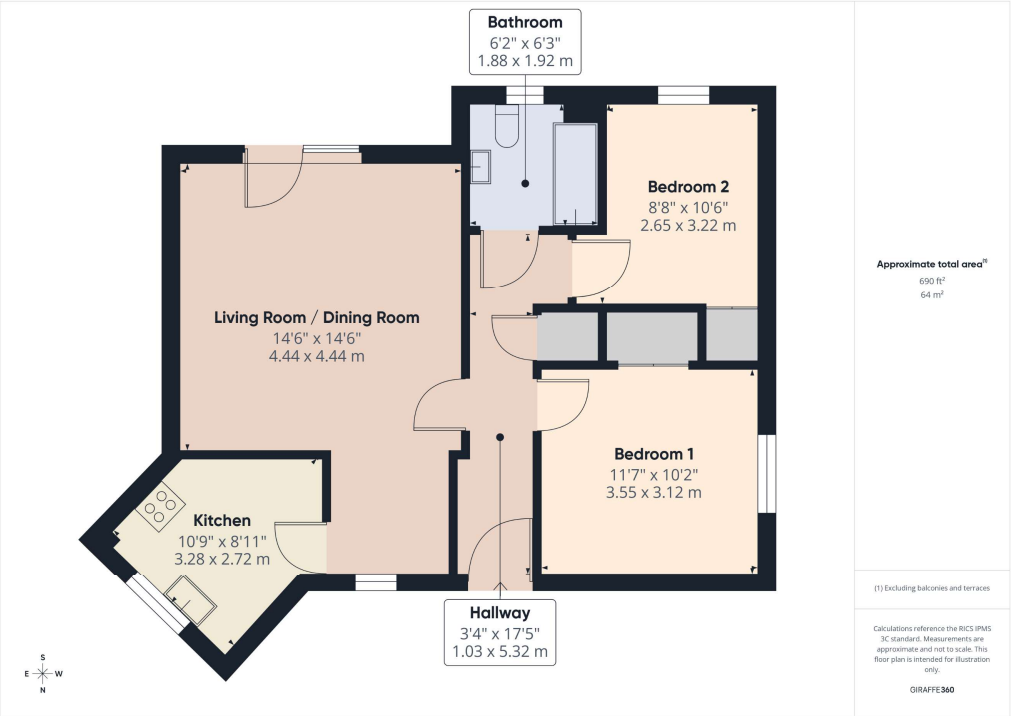 Bathroom
6'2" x 6'3"
1.88 x 1.92 m
Bedroom 2
8'8" x 10'6"
2.65 x 3.22 m
Living Room / Dining Room
14'6" x 14'6"
4.44 x 4.44 m
Bedroom 1
11'7" x 10'2"
3.55 x 3.12 m
Kitchen
10'9" x 8'11"
3.28 x 2.72 m
Hallway
3'4" x 17'5"
1.03 x 5.32 m
S
E W
N
Approximate total area⁽¹⁾
690 ft²
64 m²
(1) Excluding balconies and terraces
Calculations reference the RICS IPMS
3C standard. Measurements are
approximate and not to scale. This
floor plan is intended for illustration
only.
GIRAFFE360